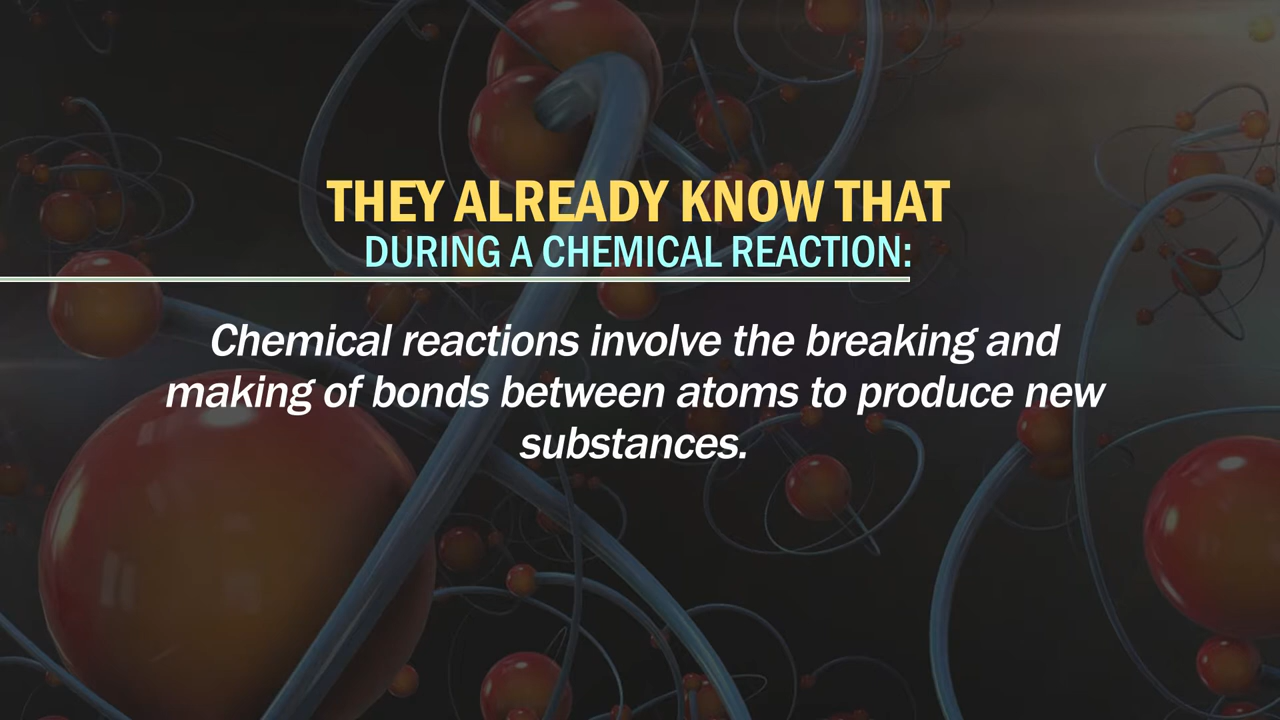 THEY ALREADY KNOW THAT
DURING A CHEMICAL REACTION:
Chemical reactions involve the breaking and
making of bonds between atoms to produce new
substances.